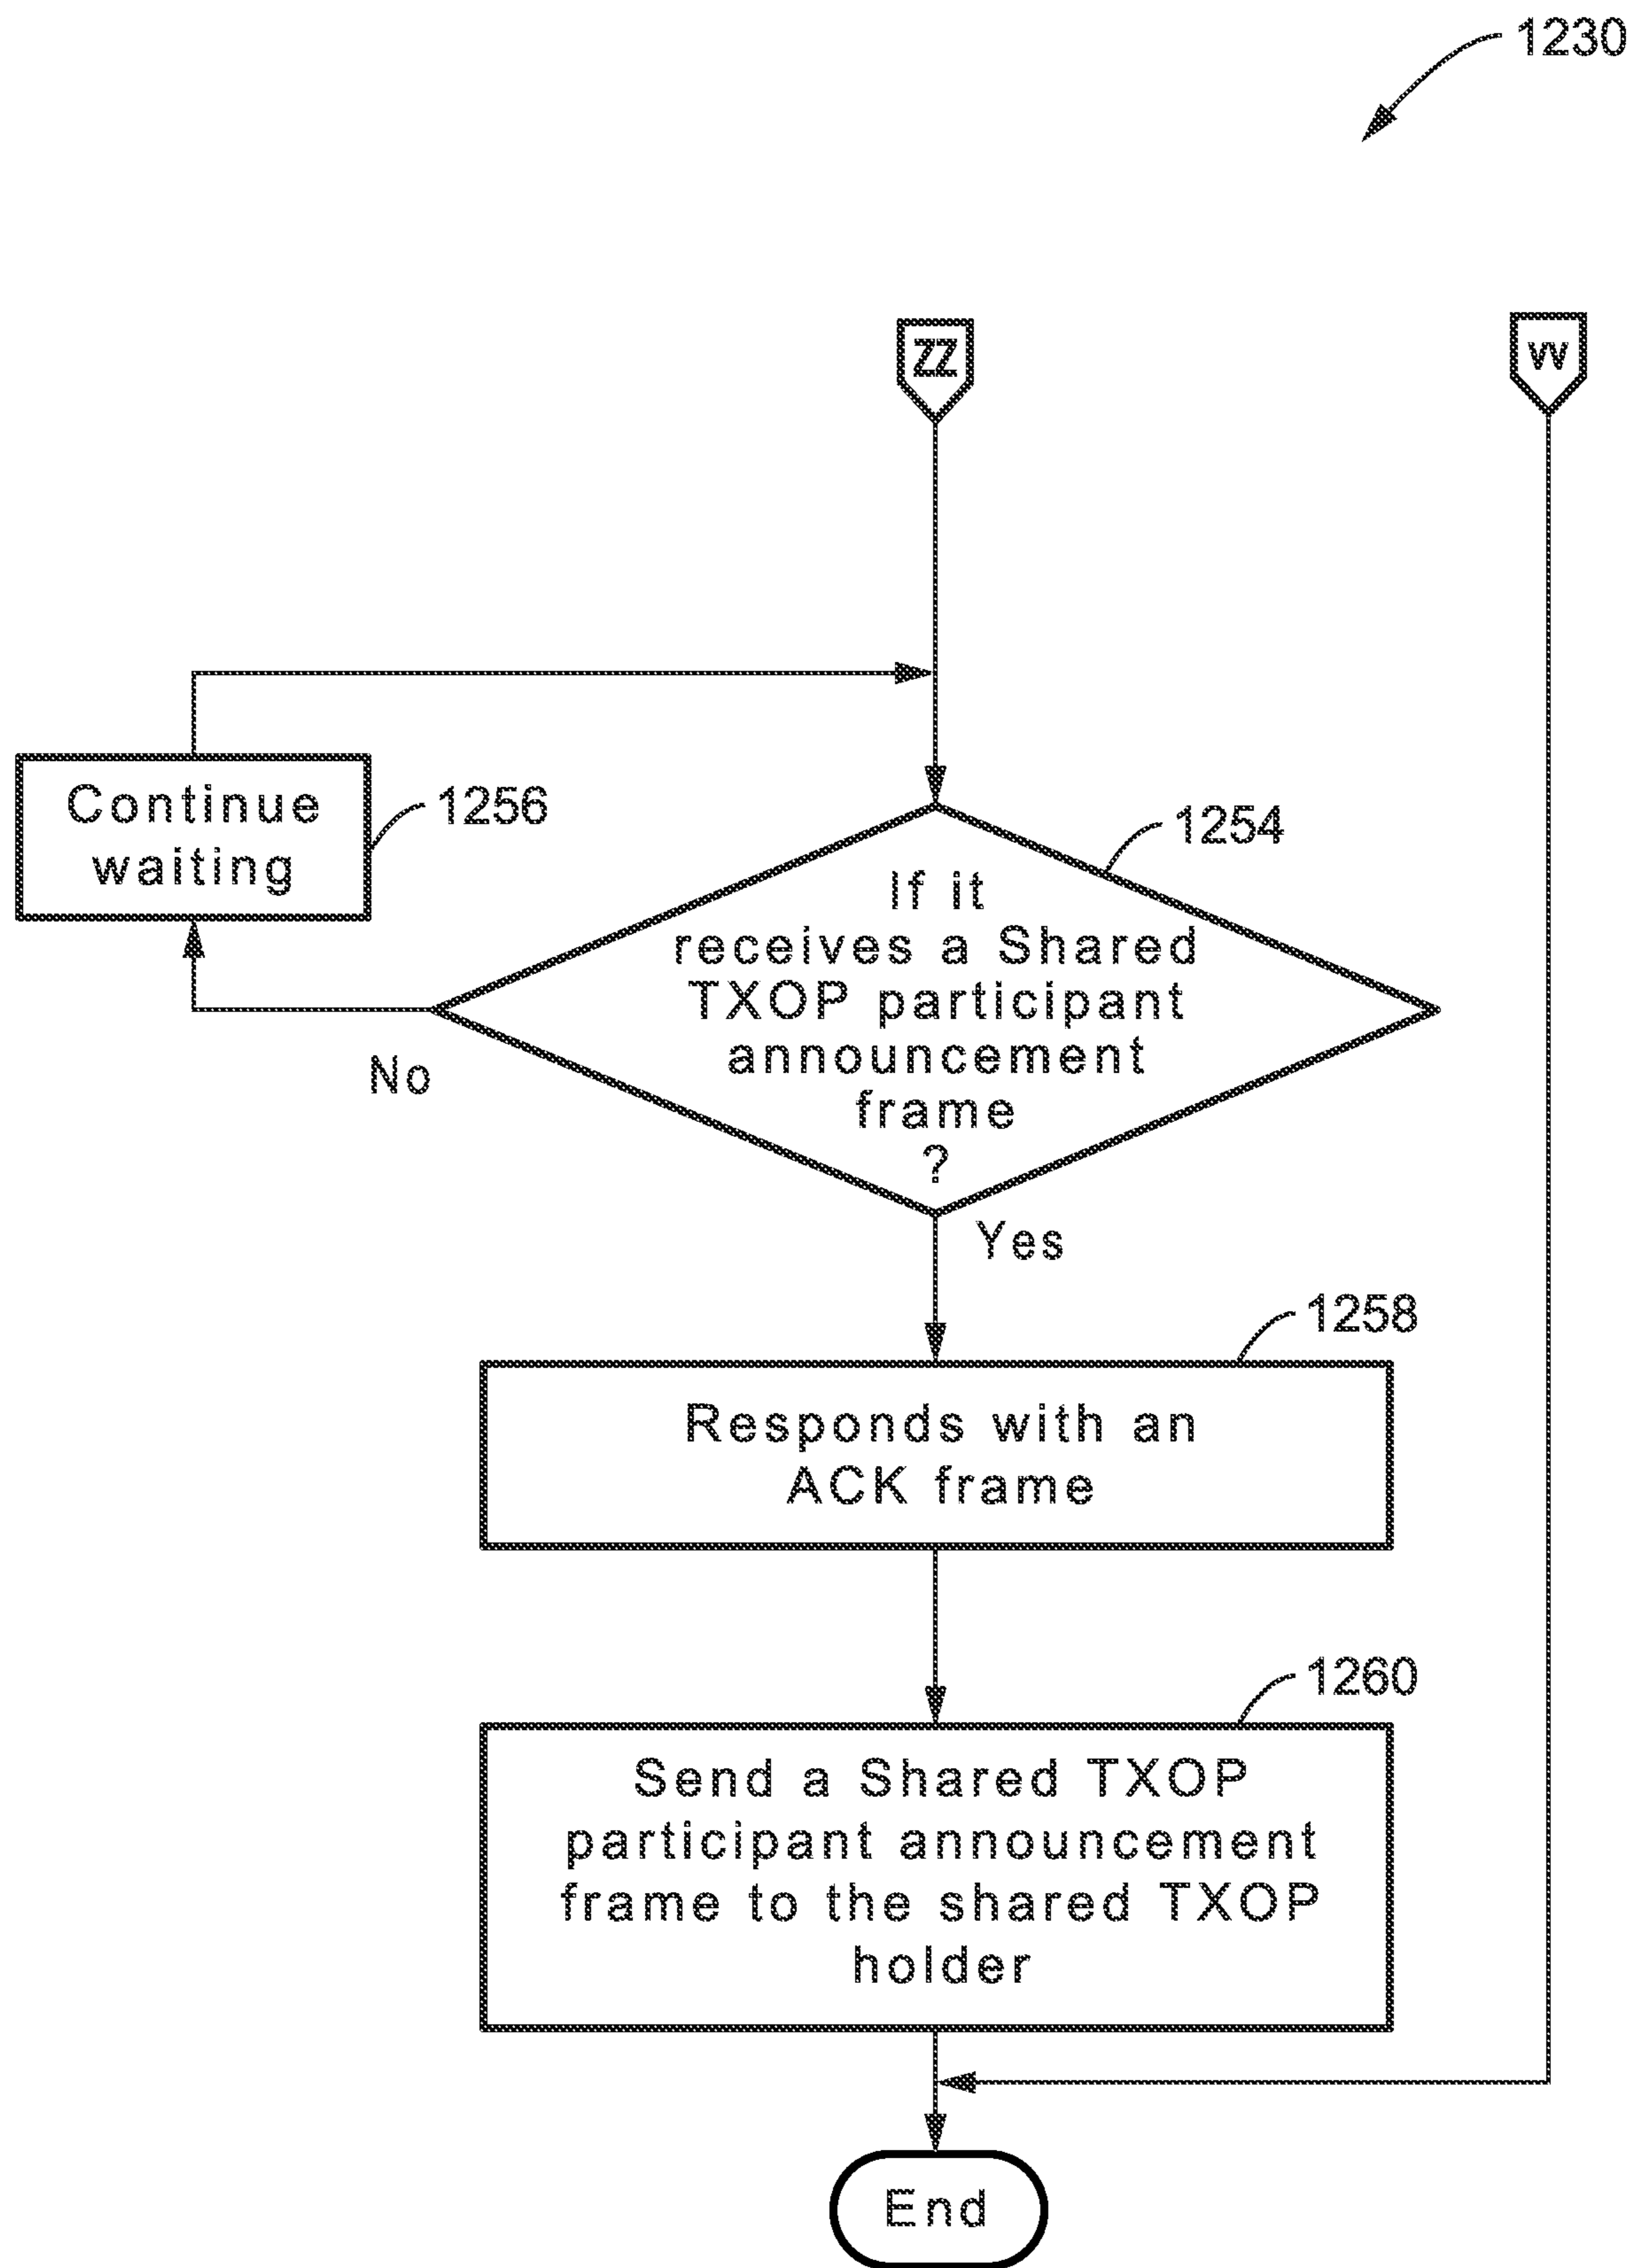 1230
ZZ
VV
Continue
waiting
1256
1254
If it
receives a Shared
TXOP participant
announcement
frame
?
No
Yes
1258
Responds with an
ACK frame
1260
Send a Shared TXOP
participant announcement
frame to the shared TXOP
holder
End